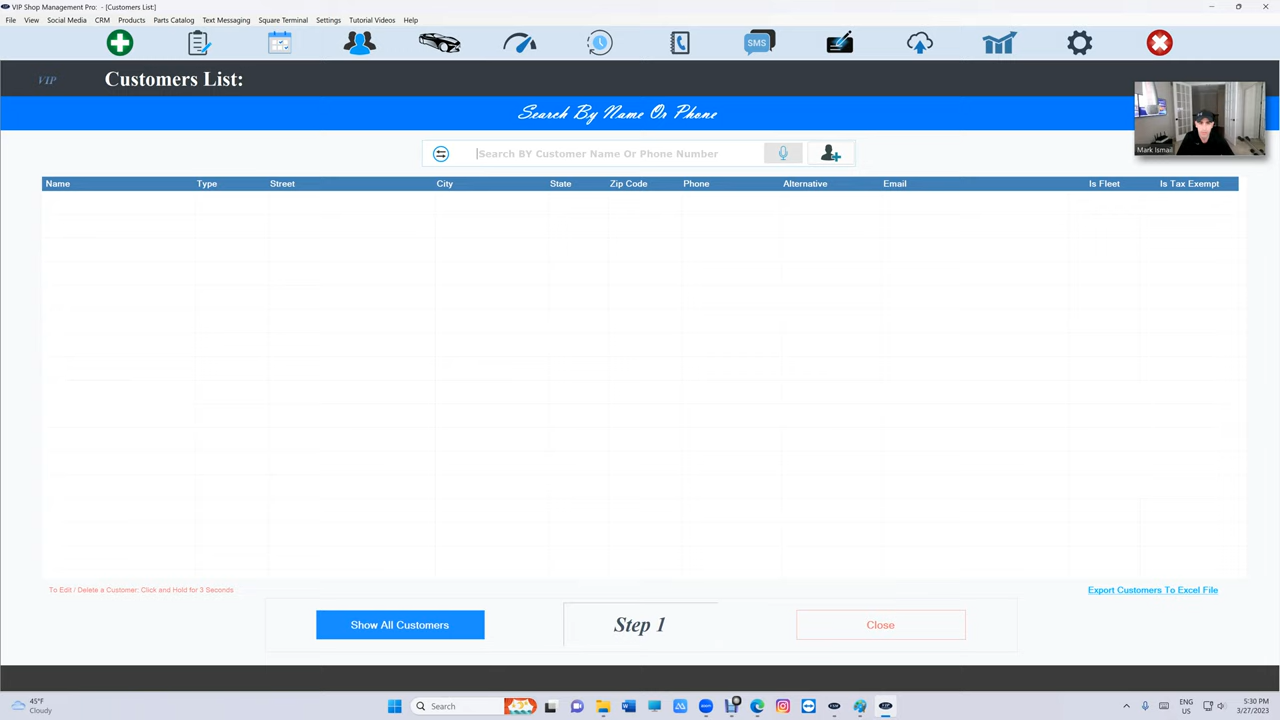 VIP Shop Management Pro: - [Customers List:]
File View Social Media CRM Products Parts Catalog Text Messaging Square Terminal Settings Tutorial Videos Help
SMS
VIP Customers List:
Search By Name Or Phone
Mark Ismail
Search BY Customer Name Or Phone Number
Name Type Street City State Zip Code Phone Alternative Email Is Fleet Is Tax Exempt
To Edit / Delete a Customer: Click and Hold for 3 Seconds
Export Customers To Excel File
Show All Customers
Step 1
Close
45°F
Cloudy
Search
ENG
US
5:30 PM
3/27/2023